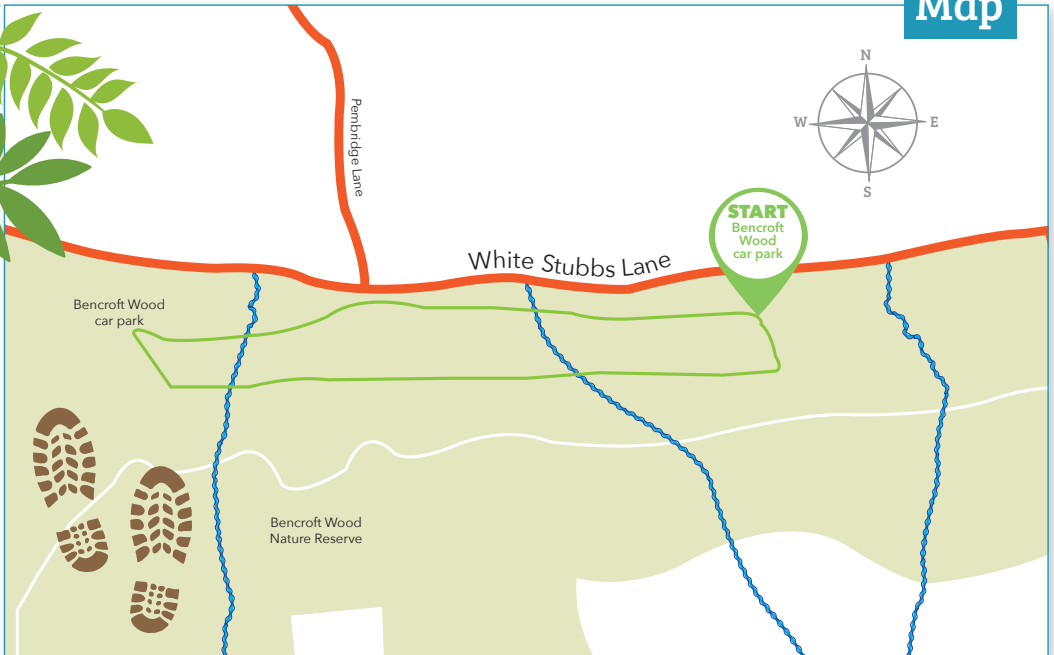 Map
N
W
E
S
Pembridge Lane
START
Bencroft
Wood
car park
White Stubbs Lane
Bencroft Wood
car park
Bencroft Wood
Nature Reserve